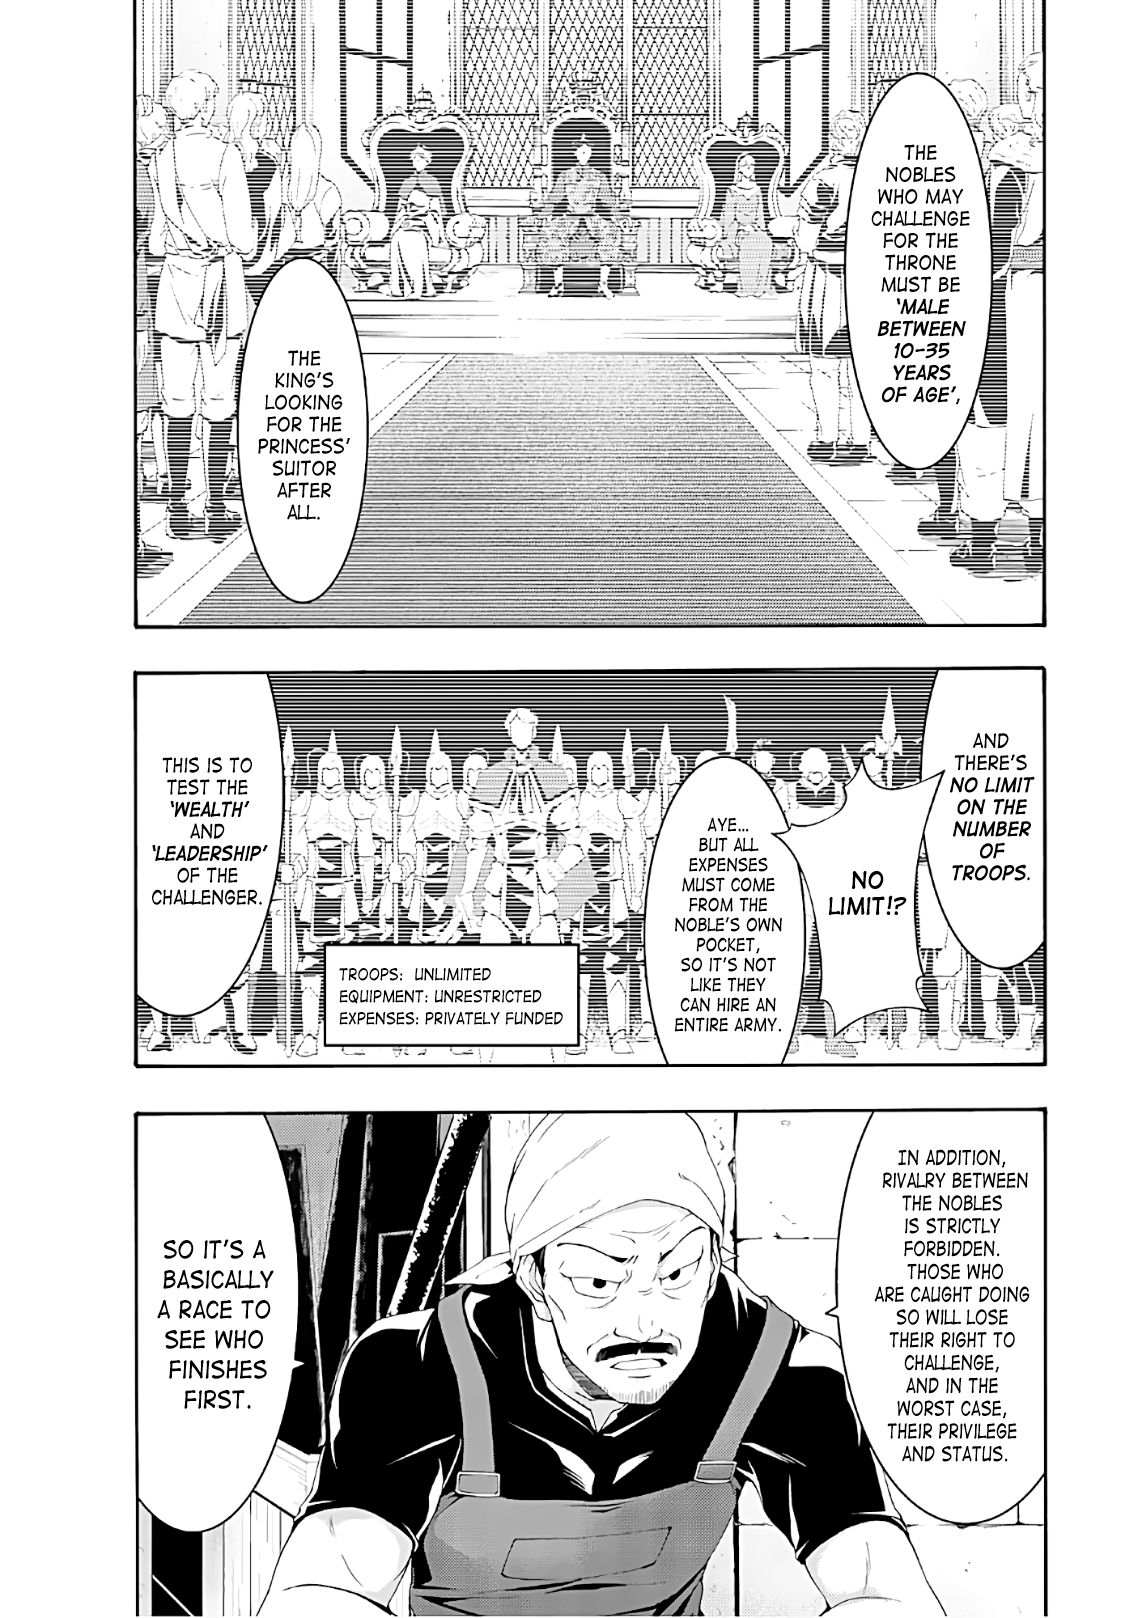 THE
NOBLES
WHO MAY
CHALLENGE
FOR THE
THRONE
MUST BE
'MALE
BETWEEN
10-35
YEARS
OF AGE',
THE
KING'S
LOOKING
FOR THE
PRINCESS'
SUITOR
AFTER
ALL.
AND
THERE'S
NO LIMIT
ON THE
NUMBER
OF
TROOPS.
NO
LIMIT!?
AYE...
BUT ALL
EXPENSES
MUST COME
FROM THE
NOBLE'S OWN
POCKET,
SO IT'S NOT
LIKE THEY
CAN HIRE AN
ENTIRE ARMY.
TROOPS: UNLIMITED
EQUIPMENT: UNRESTRICTED
EXPENSES: PRIVATELY FUNDED
THIS IS TO
TEST THE
'WEALTH'
AND
'LEADERSHIP'
OF THE
CHALLENGER.
IN ADDITION,
RIVALRY BETWEEN
THE NOBLES
IS STRICTLY
FORBIDDEN.
THOSE WHO
ARE CAUGHT DOING
SO WILL LOSE
THEIR RIGHT TO
CHALLENGE,
AND IN THE
WORST CASE,
THEIR PRIVILEGE
AND STATUS.
SO IT'S A
BASICALLY
A RACE TO
SEE WHO
FINISHES
FIRST.